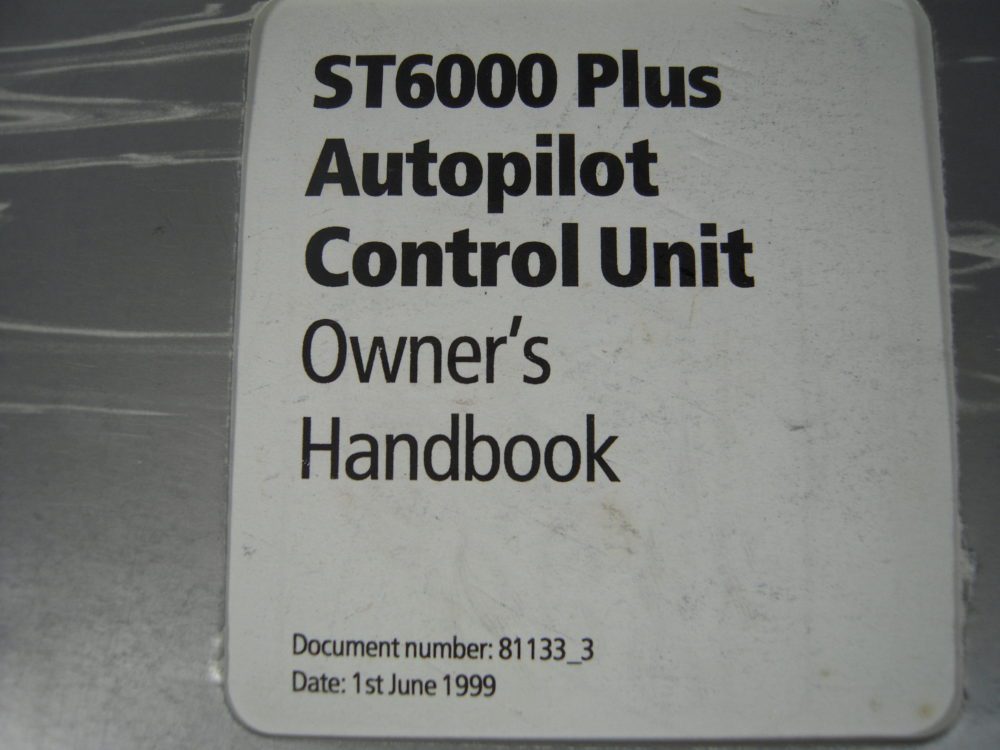 ST6000 Plus
Autopilot
Control Unit
Owner's
Handbook
Document number: 81133_3
Date: 1st June 1999